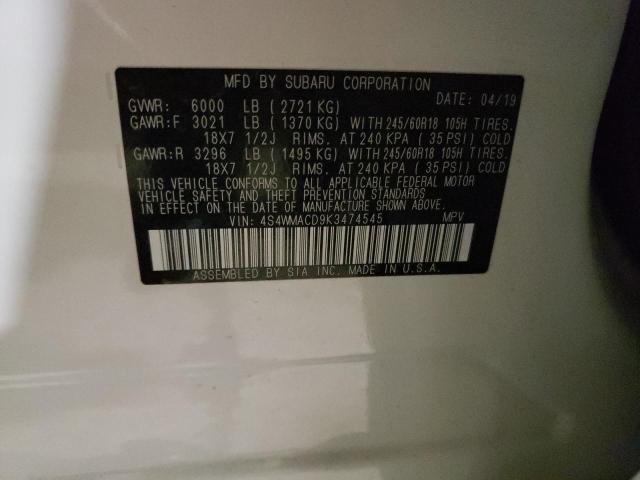 MFD BY SUBARU CORPORATION
DATE: 04/19
GVWR: 6000 LB (2721 KG)
GAWR:F 3021 LB (1370 KG) WITH 245/60R18 105H TIRES.
18X7 1/2J RIMS. AT 240 KPA (35 PSI) COLD
GAWR:R 3296 LB (1495 KG) WITH 245/60R18 105H TIRES.
18X7 1/2J RIMS. AT 240 KPA (35 PSI) COLD
THIS VEHICLE CONFORMS TO ALL APPLICABLE FEDERAL MOTOR
VEHICLE SAFETY AND THEFT PREVENTION STANDARDS
IN EFFECT ON THE DATE OF MANUFACTURE SHOWN ABOVE.
VIN: 4S4WMACD9K3474545 MPV
ASSEMBLED BY SIA INC. MADE IN U.S.A.